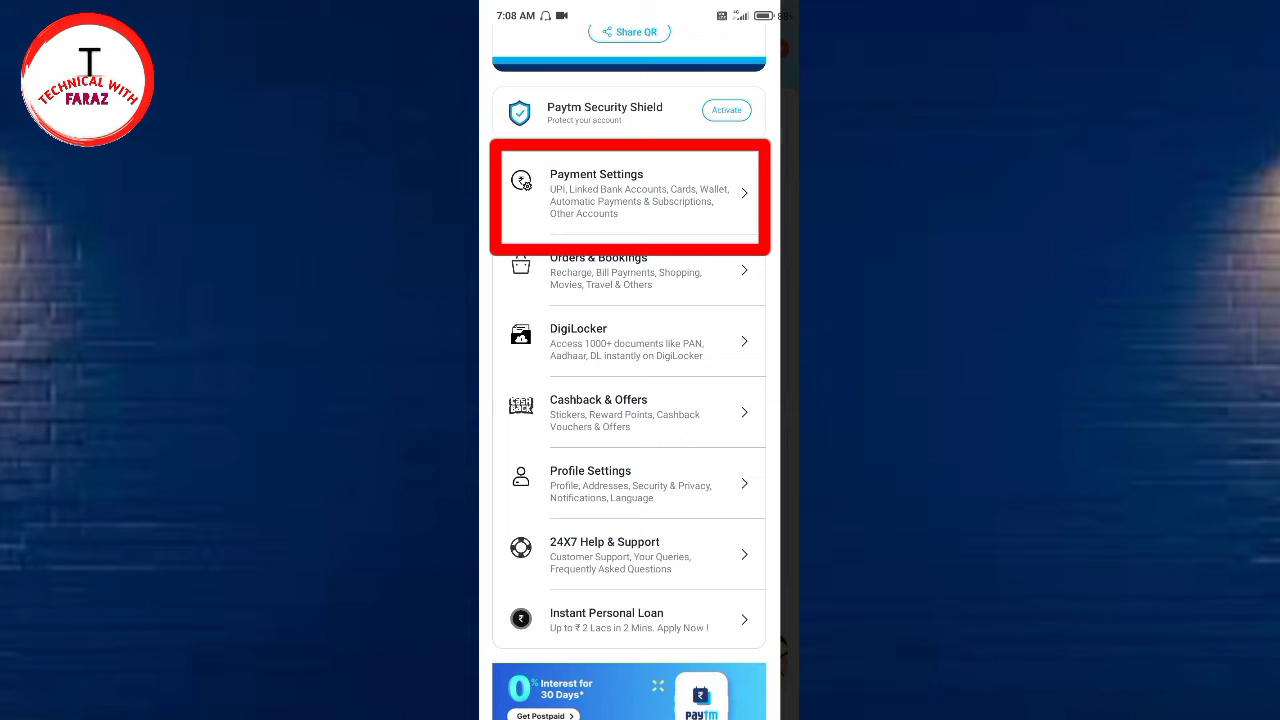 T
TECHNICAL WITH
FARAZ
7:08 AM
4G
Share QR
Paytm Security Shield
Protect your account
Activate
Payment Settings
UPI, Linked Bank Accounts, Cards, Wallet,
Automatic Payments & Subscriptions,
Other Accounts
Orders & Bookings
Recharge, Bill Payments, Shopping,
Movies, Travel & Others
DigiLocker
Access 1000+ documents like PAN,
Aadhaar, DL instantly on DigiLocker
CASH
BACK
Cashback & Offers
Stickers, Reward Points, Cashback
Vouchers & Offers
Profile Settings
Profile, Addresses, Security & Privacy,
Notifications, Language
24X7 Help & Support
Customer Support, Your Queries,
Frequently Asked Questions
Instant Personal Loan
Up to ₹ 2 Lacs in 2 Mins. Apply Now !
0% Interest for
30 Days*
Get Postpaid
paytm